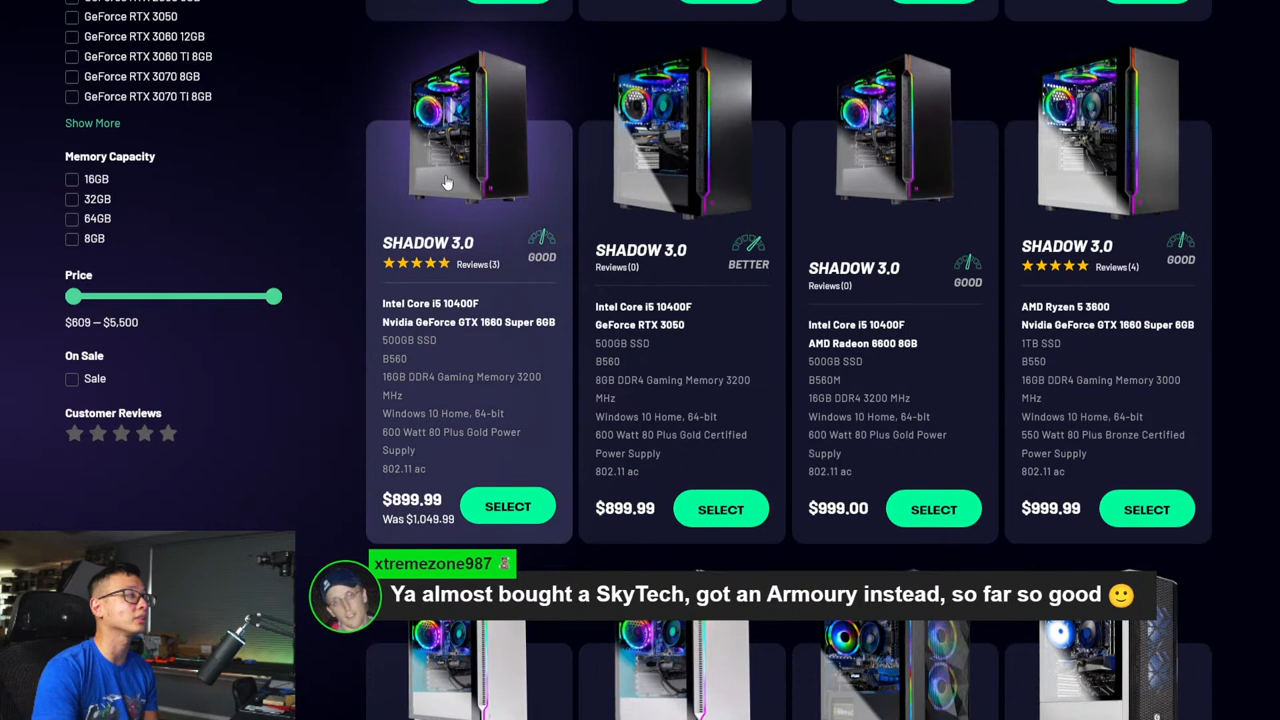 GeForce RTX 3050
GeForce RTX 3060 12GB
GeForce RTX 3060 TI 8GB
GeForce RTX 3070 8GB
GeForce RTX 3070 TI 8GB
Show More
Memory Capacity
16GB
32GB
64GB
8GB
Price
$609 — $5,500
On Sale
Sale
Customer Reviews
SHADOW 3.0
GOOD
Reviews (3)
Intel Core i5 10400F
Nvidia GeForce GTX 1660 Super 6GB
500GB SSD
B560
16GB DDR4 Gaming Memory 3200
MHz
Windows 10 Home, 64-bit
600 Watt 80 Plus Gold Power
Supply
802.11 ac
$899.99
Was $1,049.99
SELECT
SHADOW 3.0
BETTER
Reviews (0)
Intel Core i5 10400F
GeForce RTX 3050
500GB SSD
B560
8GB DDR4 Gaming Memory 3200
MHz
Windows 10 Home, 64-bit
600 Watt 80 Plus Gold Certified
Power Supply
802.11 ac
$899.99
SELECT
SHADOW 3.0
GOOD
Reviews (0)
Intel Core i5 10400F
AMD Radeon 6600 8GB
500GB SSD
B560M
16GB DDR4 3200 MHz
Windows 10 Home, 64-bit
600 Watt 80 Plus Gold Power
Supply
802.11 ac
$999.00
SELECT
SHADOW 3.0
GOOD
Reviews (4)
AMD Ryzen 5 3600
Nvidia GeForce GTX 1660 Super 6GB
1TB SSD
B550
16GB DDR4 Gaming Memory 3000
MHz
Windows 10 Home, 64-bit
550 Watt 80 Plus Bronze Certified
Power Supply
802.11 ac
$999.99
SELECT
xtremezone987
Ya almost bought a SkyTech, got an Armoury instead, so far so good 🙂